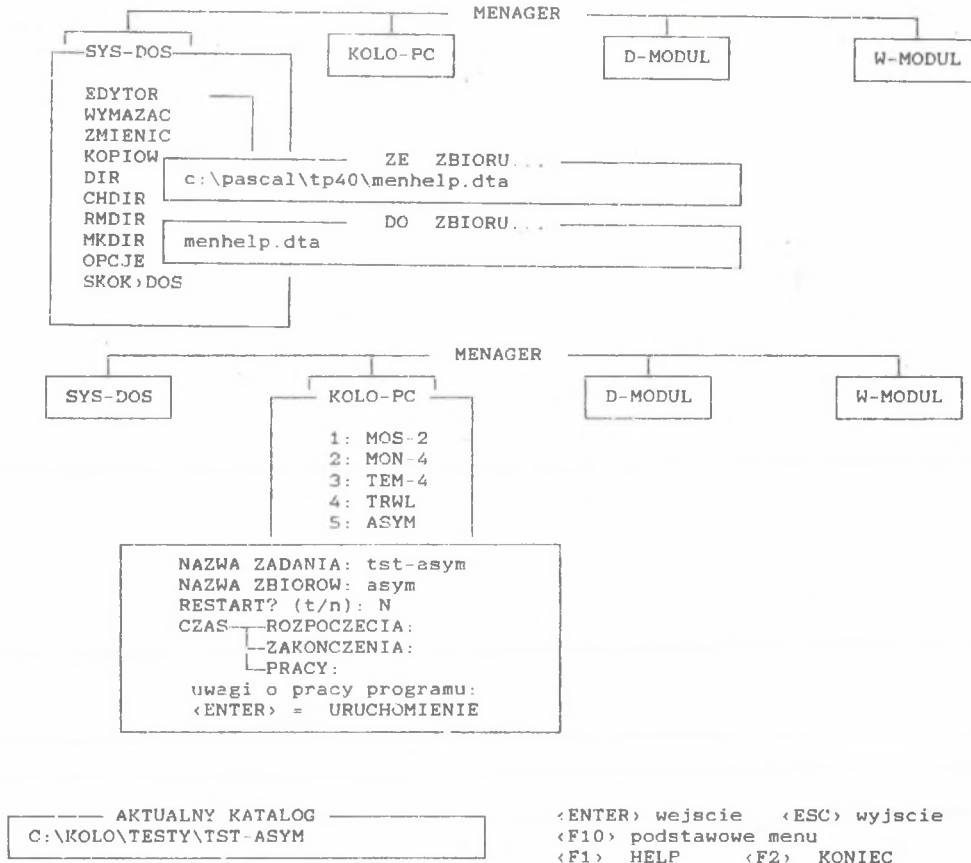 MENAGER
SYS-DOS KOLO-PC D-MODUL W-MODUL
EDYTOR
WYMAZAC
ZMIENIC
KOPIOW ZE ZBIORU...
DIR c:\pascal\tp40\menhelp.dta
CHDIR
RMDIR DO ZBIORU...
MKDIR menhelp.dta
OPCJE
SKOK>DOS
MENAGER
SYS-DOS KOLO-PC D-MODUL W-MODUL
1: MOS-2
2: MON-4
3: TEM-4
4: TRWL
5: ASYM
NAZWA ZADANIA: tst-asym
NAZWA ZBIOROW: asym
RESTART? (t/n): N
CZAS ROZPOCZECIA:
ZAKONCZENIA:
PRACY:
uwagi o pracy programu:
<ENTER> = URUCHOMIENIE
AKTUALNY KATALOG
C:\KOLO\TESTY\TST-ASYM
<ENTER> wejscie <ESC> wyjscie
<F10> podstawowe menu
<F1> HELP <F2> KONIEC